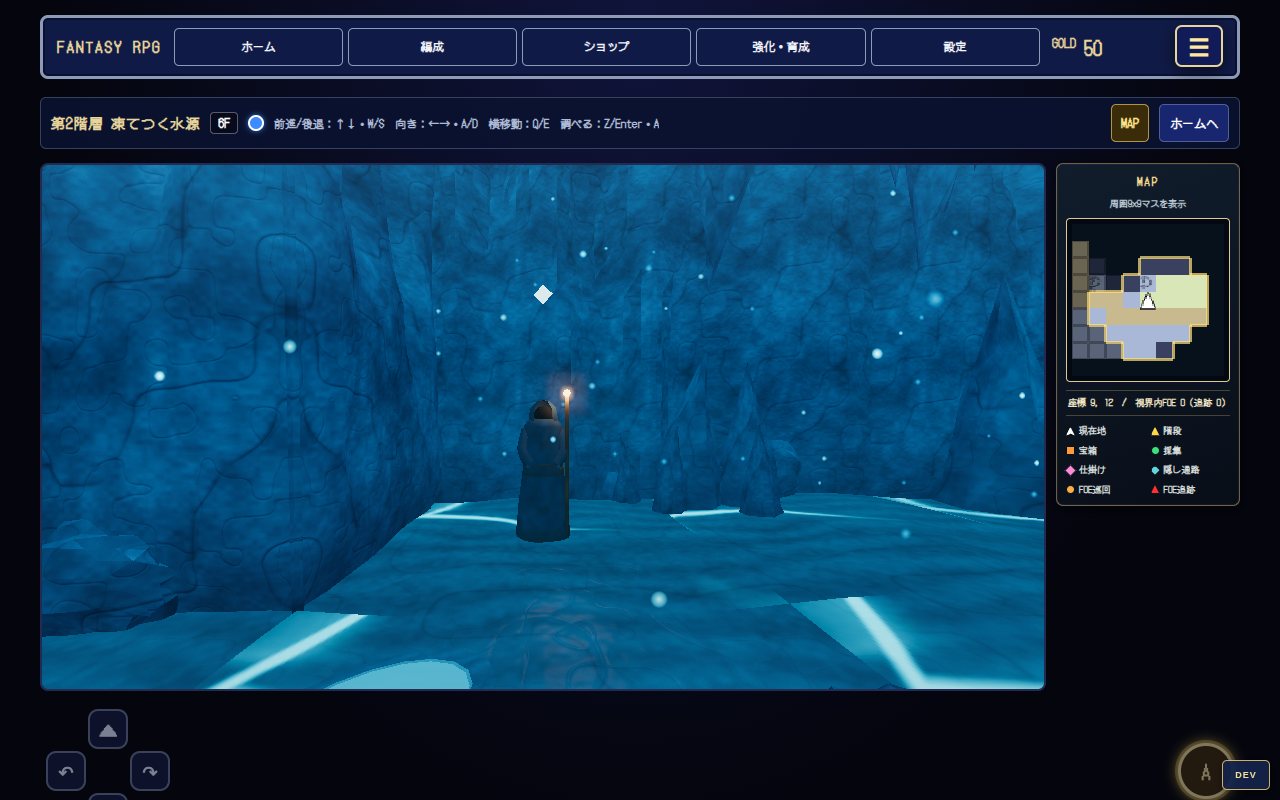 FANTASY RPG
ホーム
編成
ショップ
強化・育成
設定
GOLD 50
第2階層 凍てつく水源
6F
前進/後退：↑↓・W/S 向き：←→・A/D 横移動：Q/E 調べる：Z/Enter・A
MAP
ホームへ
MAP
周囲9x9マスを表示
座標 9, 12 / 視界内FOE 0 (追跡 0)
現在地
階段
宝箱
採集
仕掛け
隠し通路
FOE巡回
FOE追跡
A
DEV